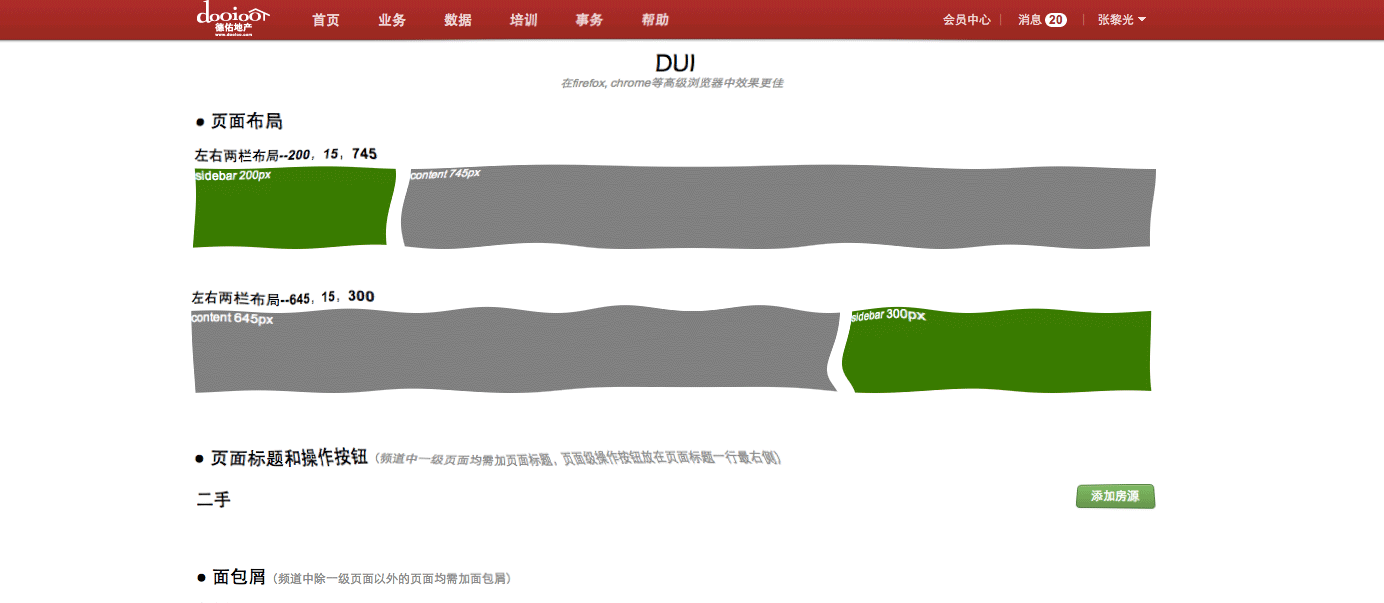 dooioor
德佑地产
www.dooioo.com
首页 业务 数据 培训 事务 帮助
会员中心 消息 20 张黎光
DUI
在firefox, chrome等高级浏览器中效果更佳
● 页面布局
左右两栏布局--200，15，745
sidebar 200px
content 745px
左右两栏布局--645，15，300
content 645px
sidebar 300px
● 页面标题和操作按钮（频道中一级页面均需加页面标题，页面级操作按钮放在页面标题一行最右侧）
二手
添加房源
● 面包屑（频道中除一级页面以外的页面均需加面包屑）